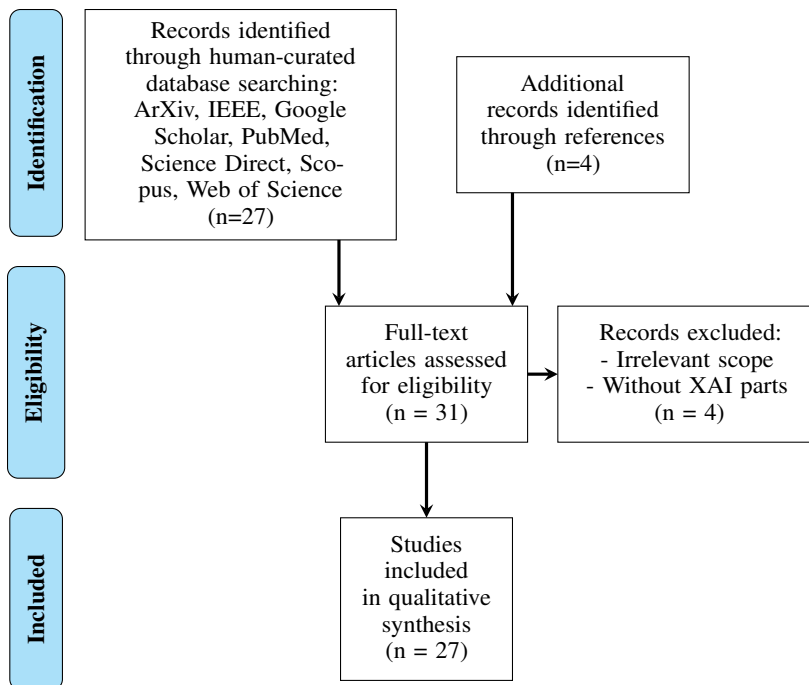 Identification
Records identified
through human-curated
database searching:
ArXiv, IEEE, Google
Scholar, PubMed,
Science Direct, Sco-
pus, Web of Science
(n=27)
Additional
records identified
through references
(n=4)
Eligibility
Full-text
articles assessed
for eligibility
(n = 31)
Records excluded:
- Irrelevant scope
- Without XAI parts
(n = 4)
Included
Studies
included
in qualitative
synthesis
(n = 27)